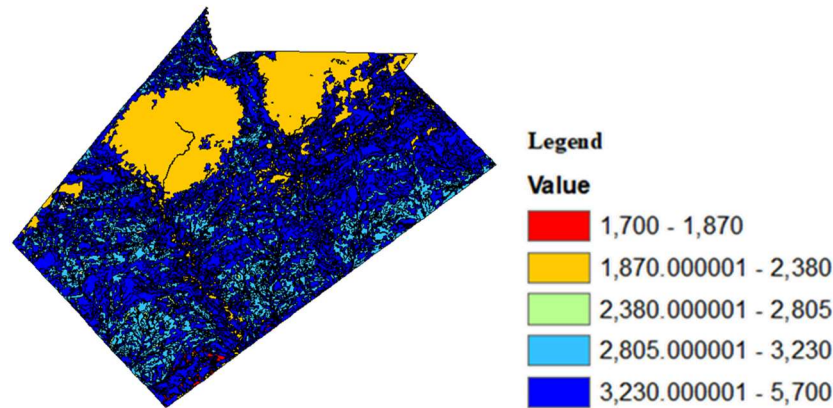 Legend
Value
1,700 - 1,870
1,870.000001 - 2,380
2,380.000001 - 2,805
2,805.000001 - 3,230
3,230.000001 - 5,700